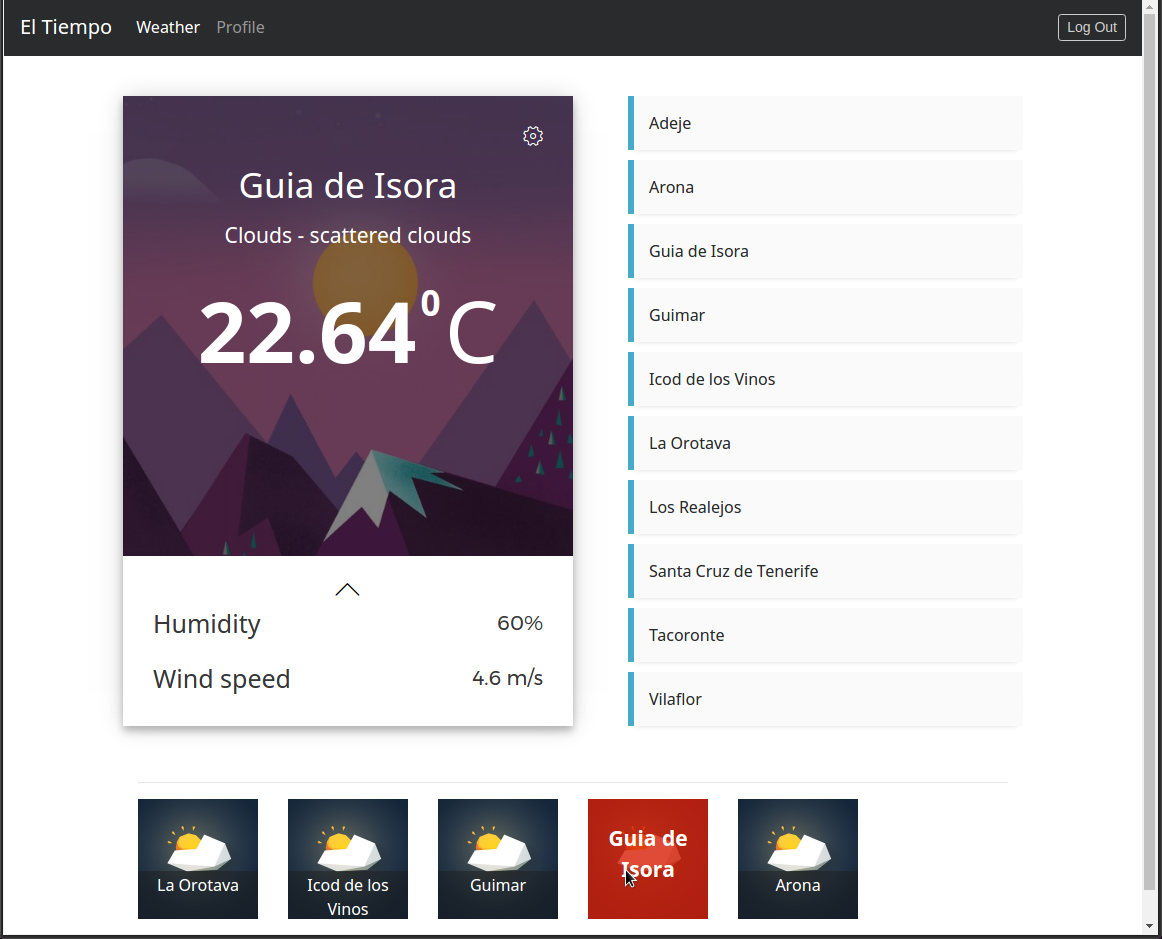 El Tiempo Weather Profile Log Out
Guia de Isora
Clouds - scattered clouds
22.64⁰C
Humidity 60%
Wind speed 4.6 m/s
Adeje
Arona
Guia de Isora
Guimar
Icod de los Vinos
La Orotava
Los Realejos
Santa Cruz de Tenerife
Tacoronte
Vilaflor
La Orotava
Icod de los
Vinos
Guimar
Guia de
Isora
Arona